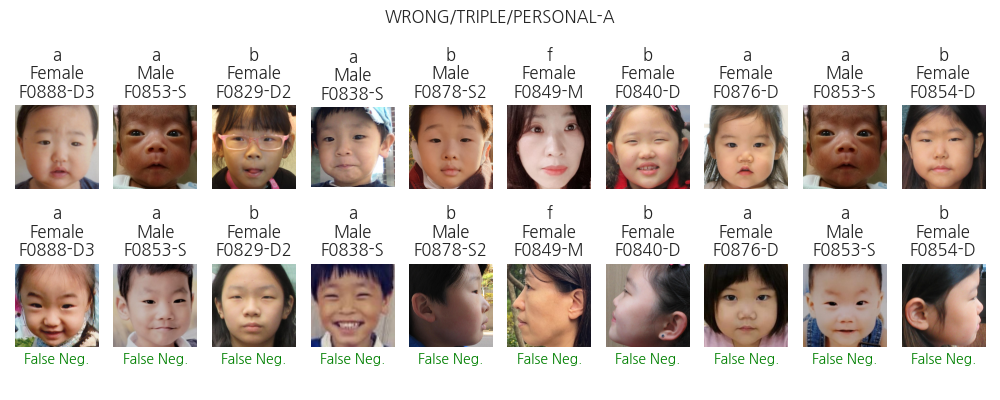 WRONG/TRIPLE/PERSONAL-A
a a b a b f b a a b
Female Male Female Male Male Female Female Female Male Female
F0888-D3 F0853-S F0829-D2 F0838-S F0878-S2 F0849-M F0840-D F0876-D F0853-S F0854-D
a a b a b f b a a b
Female Male Female Male Male Female Female Female Male Female
F0888-D3 F0853-S F0829-D2 F0838-S F0878-S2 F0849-M F0840-D F0876-D F0853-S F0854-D
False Neg. False Neg. False Neg. False Neg. False Neg. False Neg. False Neg. False Neg. False Neg. False Neg.